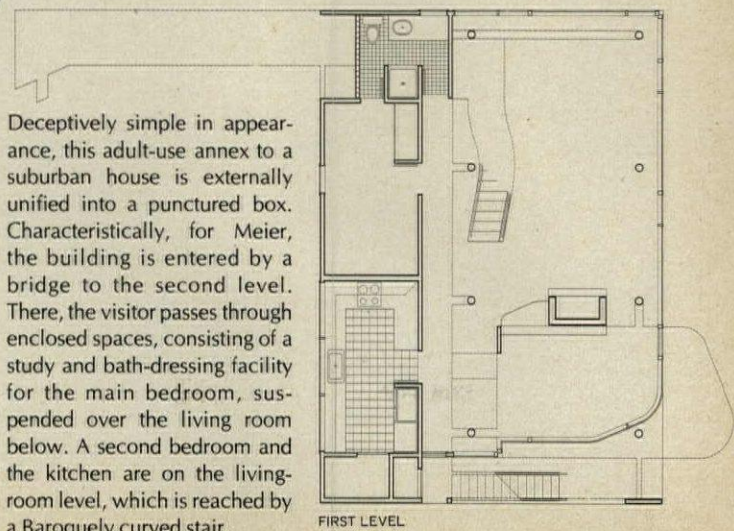 Deceptively simple in appear-
ance, this adult-use annex to a
suburban house is externally
unified into a punctured box.
Characteristically, for Meier,
the building is entered by a
bridge to the second level.
There, the visitor passes through
enclosed spaces, consisting of a
study and bath-dressing facility
for the main bedroom, sus-
pended over the living room
below. A second bedroom and
the kitchen are on the living-
room level, which is reached by
a Baroquely curved stair.
FIRST LEVEL